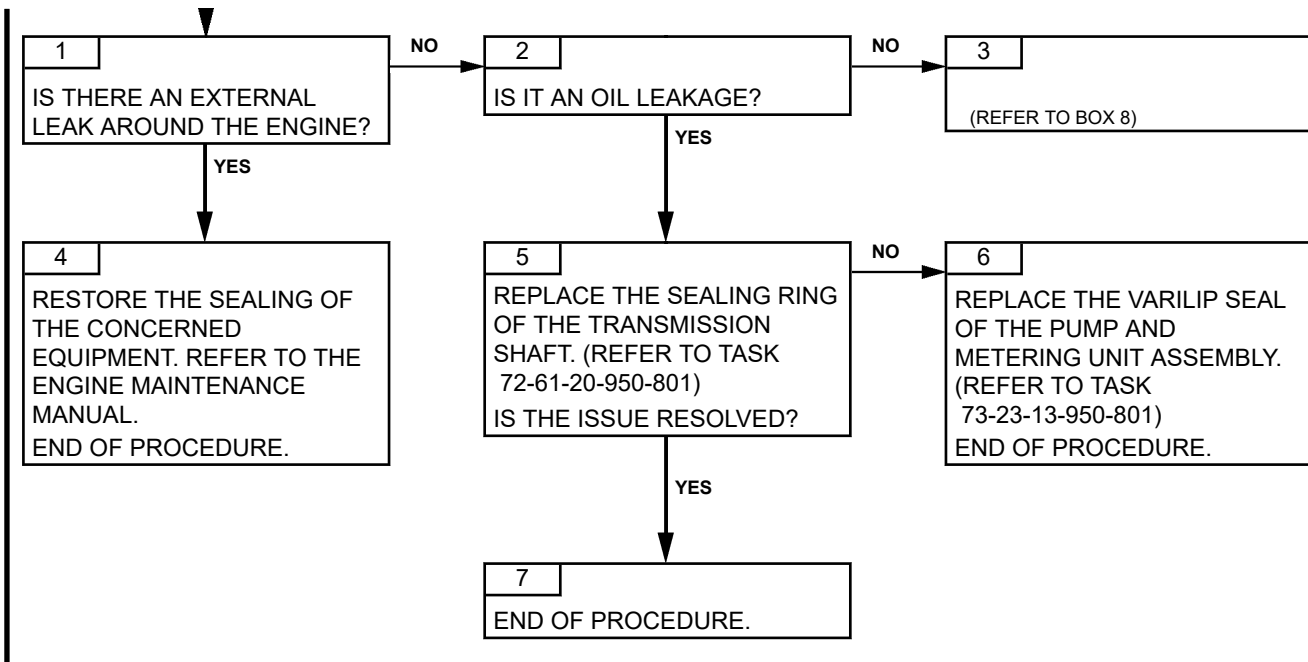 1
IS THERE AN EXTERNAL
LEAK AROUND THE ENGINE?
NO
2
IS IT AN OIL LEAKAGE?
NO
3
(REFER TO BOX 8)
YES
YES
4
RESTORE THE SEALING OF
THE CONCERNED
EQUIPMENT. REFER TO THE
ENGINE MAINTENANCE
MANUAL.
END OF PROCEDURE.
5
REPLACE THE SEALING RING
OF THE TRANSMISSION
SHAFT. (REFER TO TASK
72-61-20-950-801)
IS THE ISSUE RESOLVED?
NO
6
REPLACE THE VARILIP SEAL
OF THE PUMP AND
METERING UNIT ASSEMBLY.
(REFER TO TASK
73-23-13-950-801)
END OF PROCEDURE.
YES
7
END OF PROCEDURE.